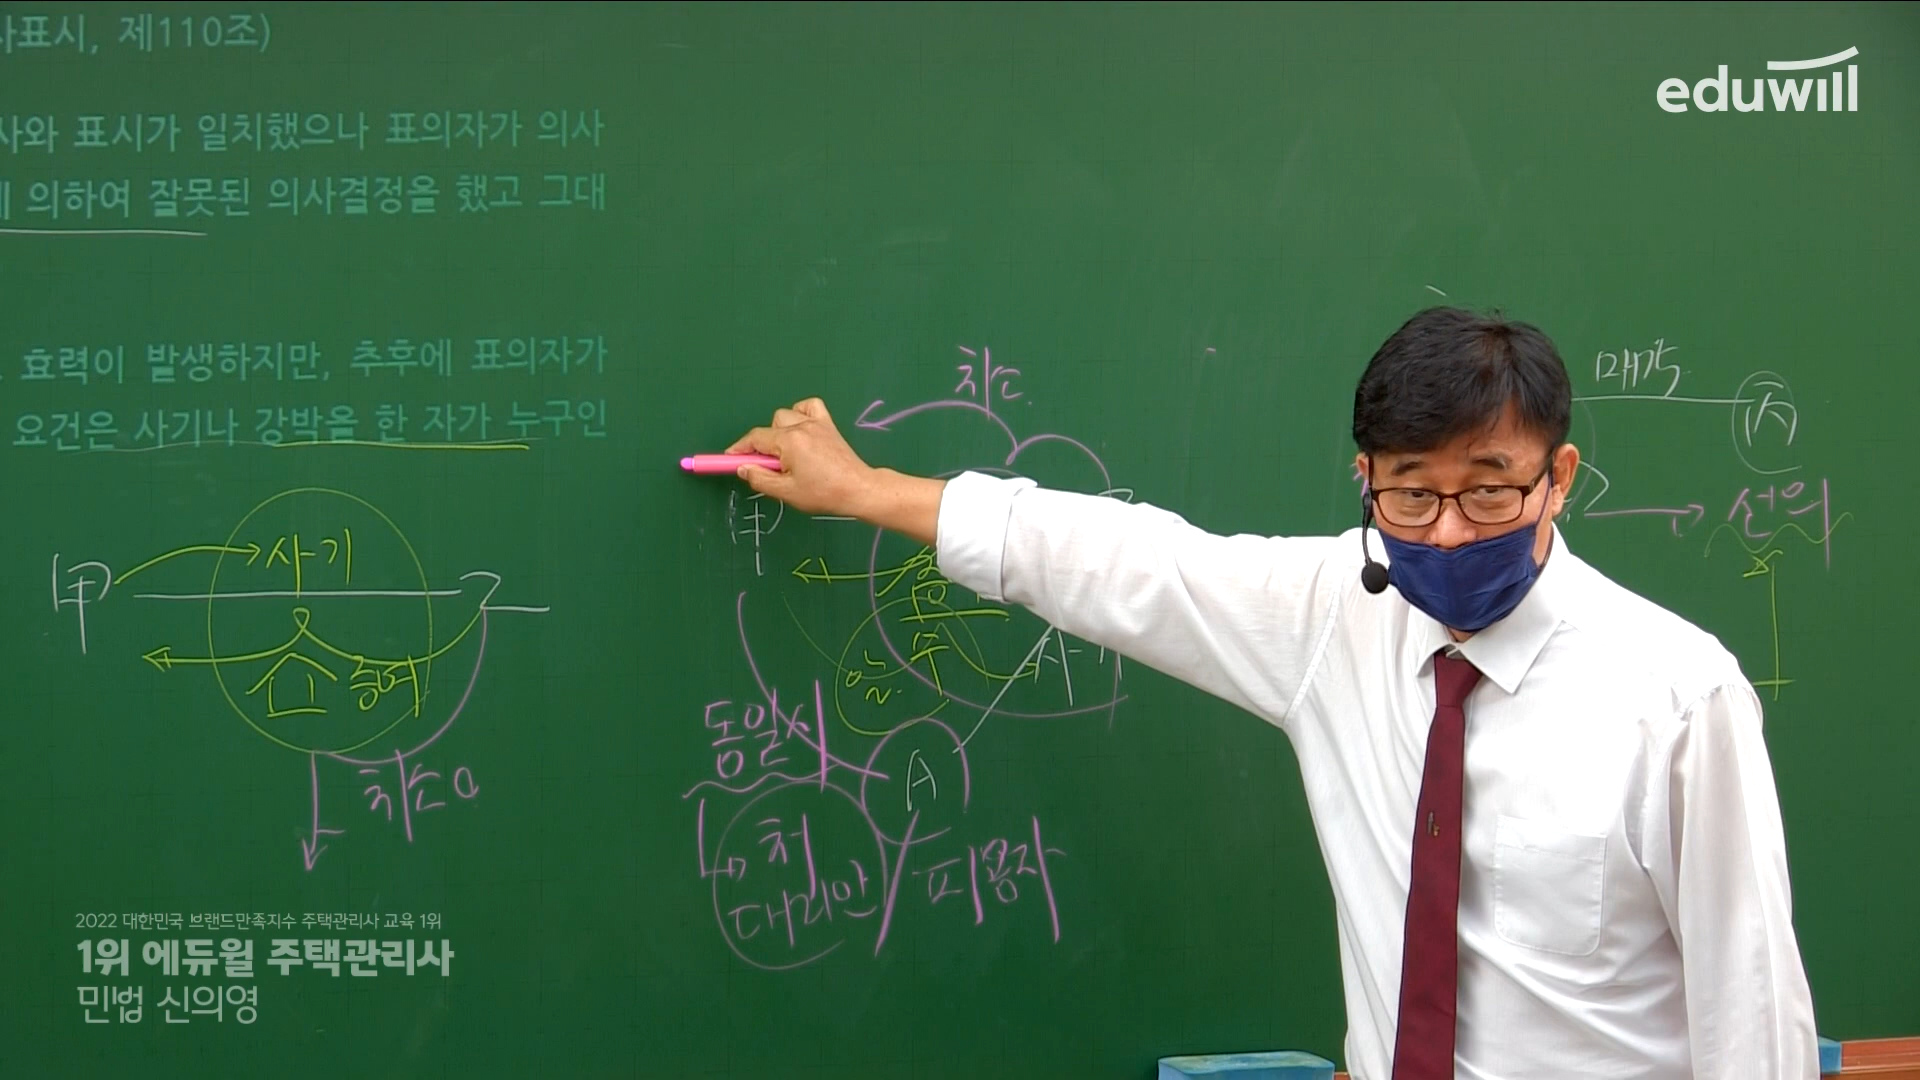 사표시, 제110조)
eduwill
사와 표시가 일치했으나 표의자가 의사
에 의하여 잘못된 의사결정을 했고 그대
효력이 발생하지만, 추후에 표의자가
요건은 사기나 강박을 한 자가 누구인
취소
매각
丙
甲
선의
甲
사기
乙
증여
취소
동일시
A
처
대리인
피용자
2022 대한민국 브랜드만족지수 주택관리사 교육 1위
1위 에듀윌 주택관리사
민법 신의영